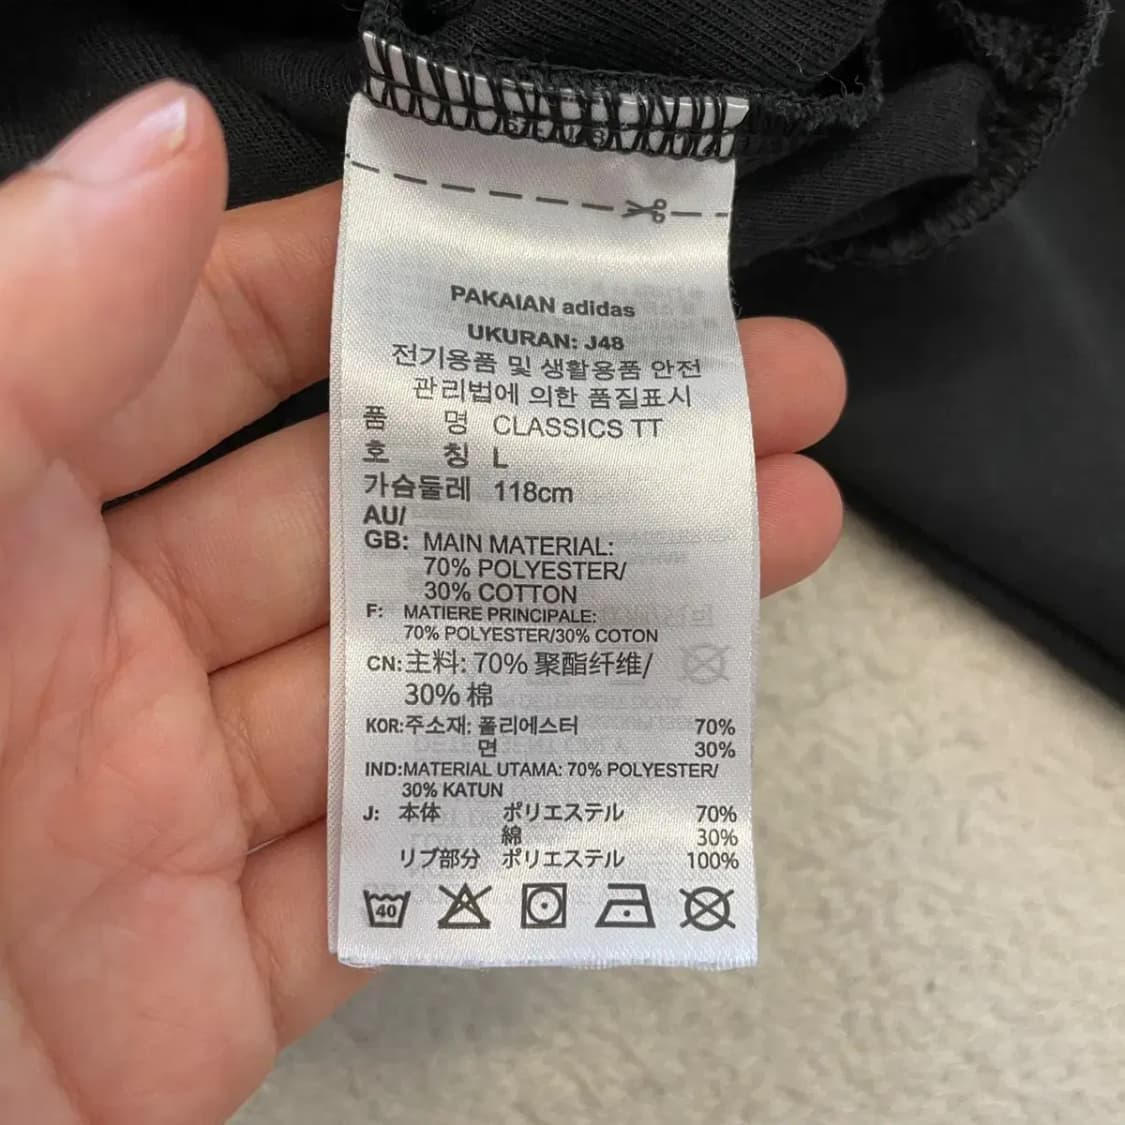 PAKAIAN adidas
UKURAN: J48
전기용품 및 생활용품 안전
관리법에 의한 품질표시
품 명 CLASSICS TT
호 칭 L
가슴둘레 118cm
AU/
GB: MAIN MATERIAL:
70% POLYESTER/
30% COTTON
F: MATIERE PRINCIPALE:
70% POLYESTER/30% COTON
CN:主料: 70% 聚酯纤维/
30% 棉
KOR:주소재: 폴리에스터 70%
면 30%
IND:MATERIAL UTAMA: 70% POLYESTER/
30% KATUN
J: 本体 ポリエステル 70%
綿 30%
リブ部分 ポリエステル 100%
40